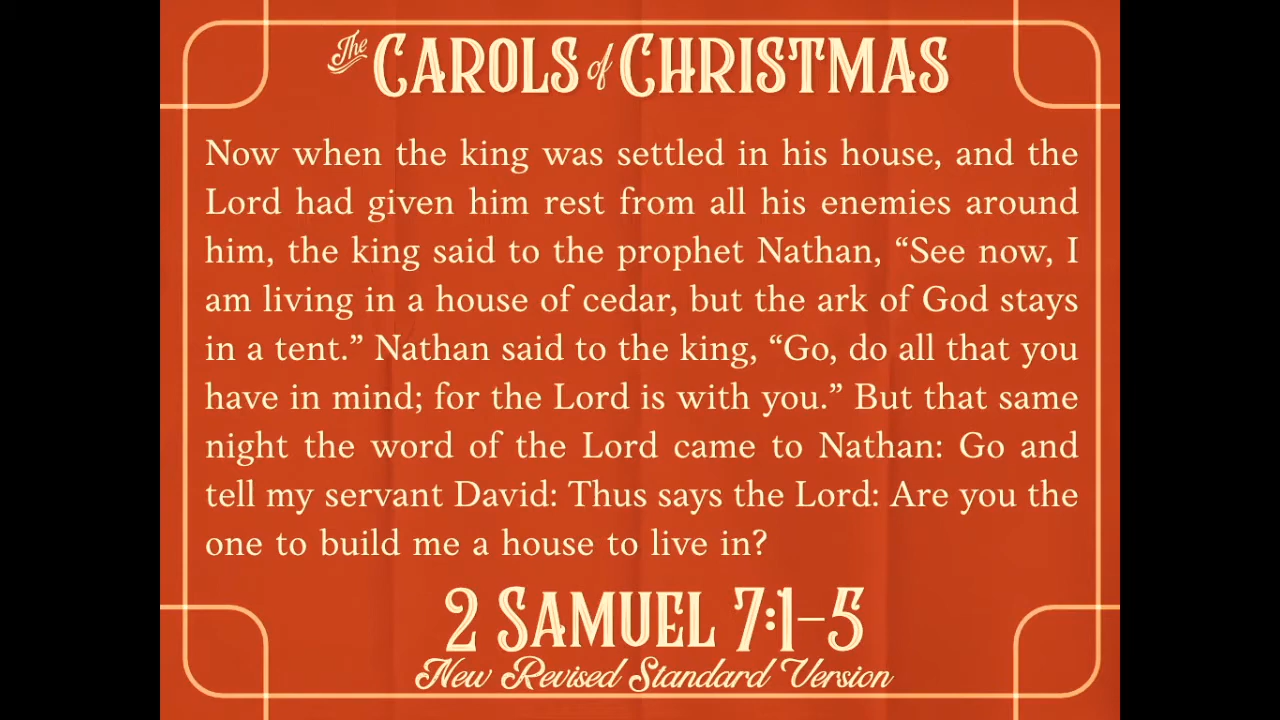 The CAROLS of CHRISTMAS
Now when the king was settled in his house, and the
Lord had given him rest from all his enemies around
him, the king said to the prophet Nathan, “See now, I
am living in a house of cedar, but the ark of God stays
in a tent.” Nathan said to the king, “Go, do all that you
have in mind; for the Lord is with you.” But that same
night the word of the Lord came to Nathan: Go and
tell my servant David: Thus says the Lord: Are you the
one to build me a house to live in?
2 SAMUEL 7:1–5
New Revised Standard Version